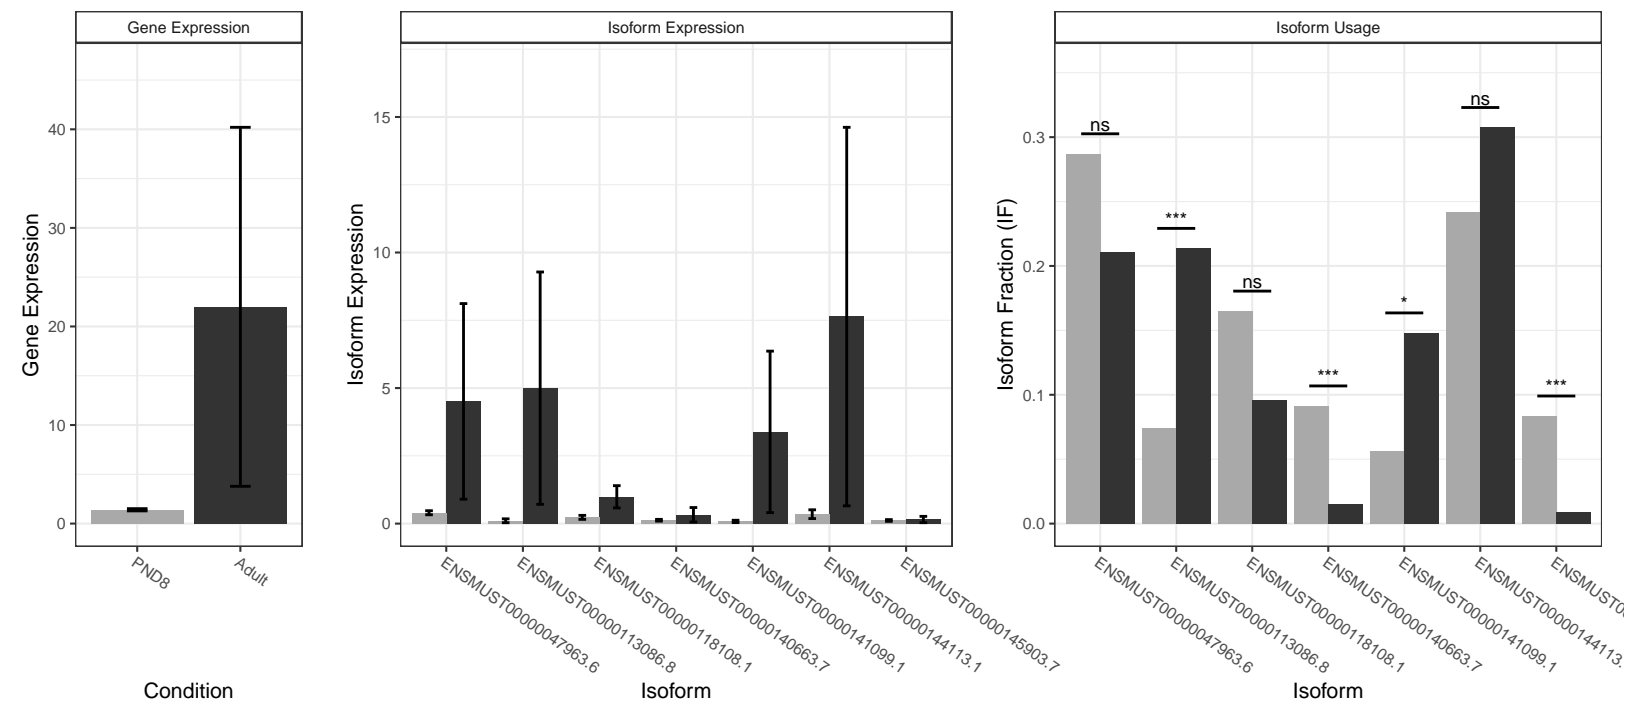 Gene Expression
Isoform Expression
Isoform Usage
Gene Expression
40
30
20
10
0
PND8
Adult
Condition
Isoform Expression
15
10
5
0
ENSMUST00000047963.6
ENSMUST00000113086.8
ENSMUST00000118108.1
ENSMUST00000140663.7
ENSMUST00000141099.1
ENSMUST00000144113.1
ENSMUST00000145903.7
Isoform
Isoform Fraction (IF)
0.3
0.2
0.1
0.0
ns
***
ns
***
*
ns
***
ENSMUST00000047963.6
ENSMUST00000113086.8
ENSMUST00000118108.1
ENSMUST00000140663.7
ENSMUST00000141099.1
ENSMUST00000144113.
ENSMUST0
Isoform